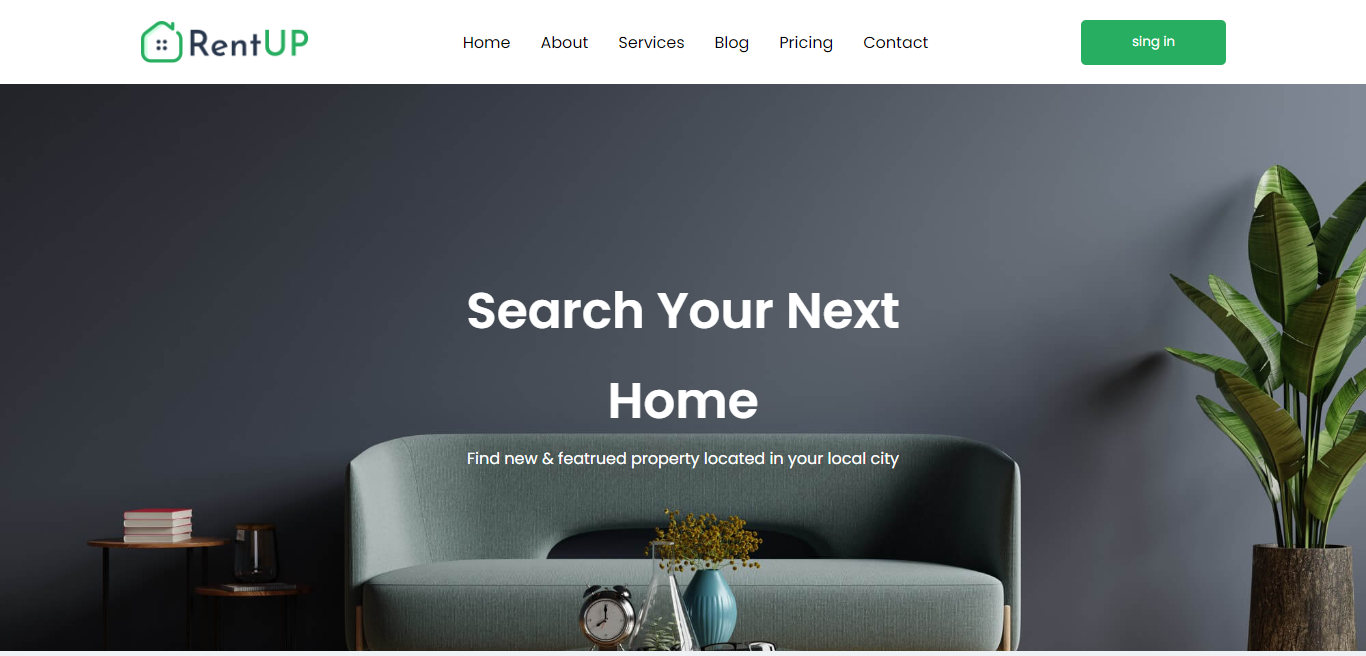 RentUP
Home About Services Blog Pricing Contact
sing in
Search Your Next
Home
Find new & featrued property located in your local city